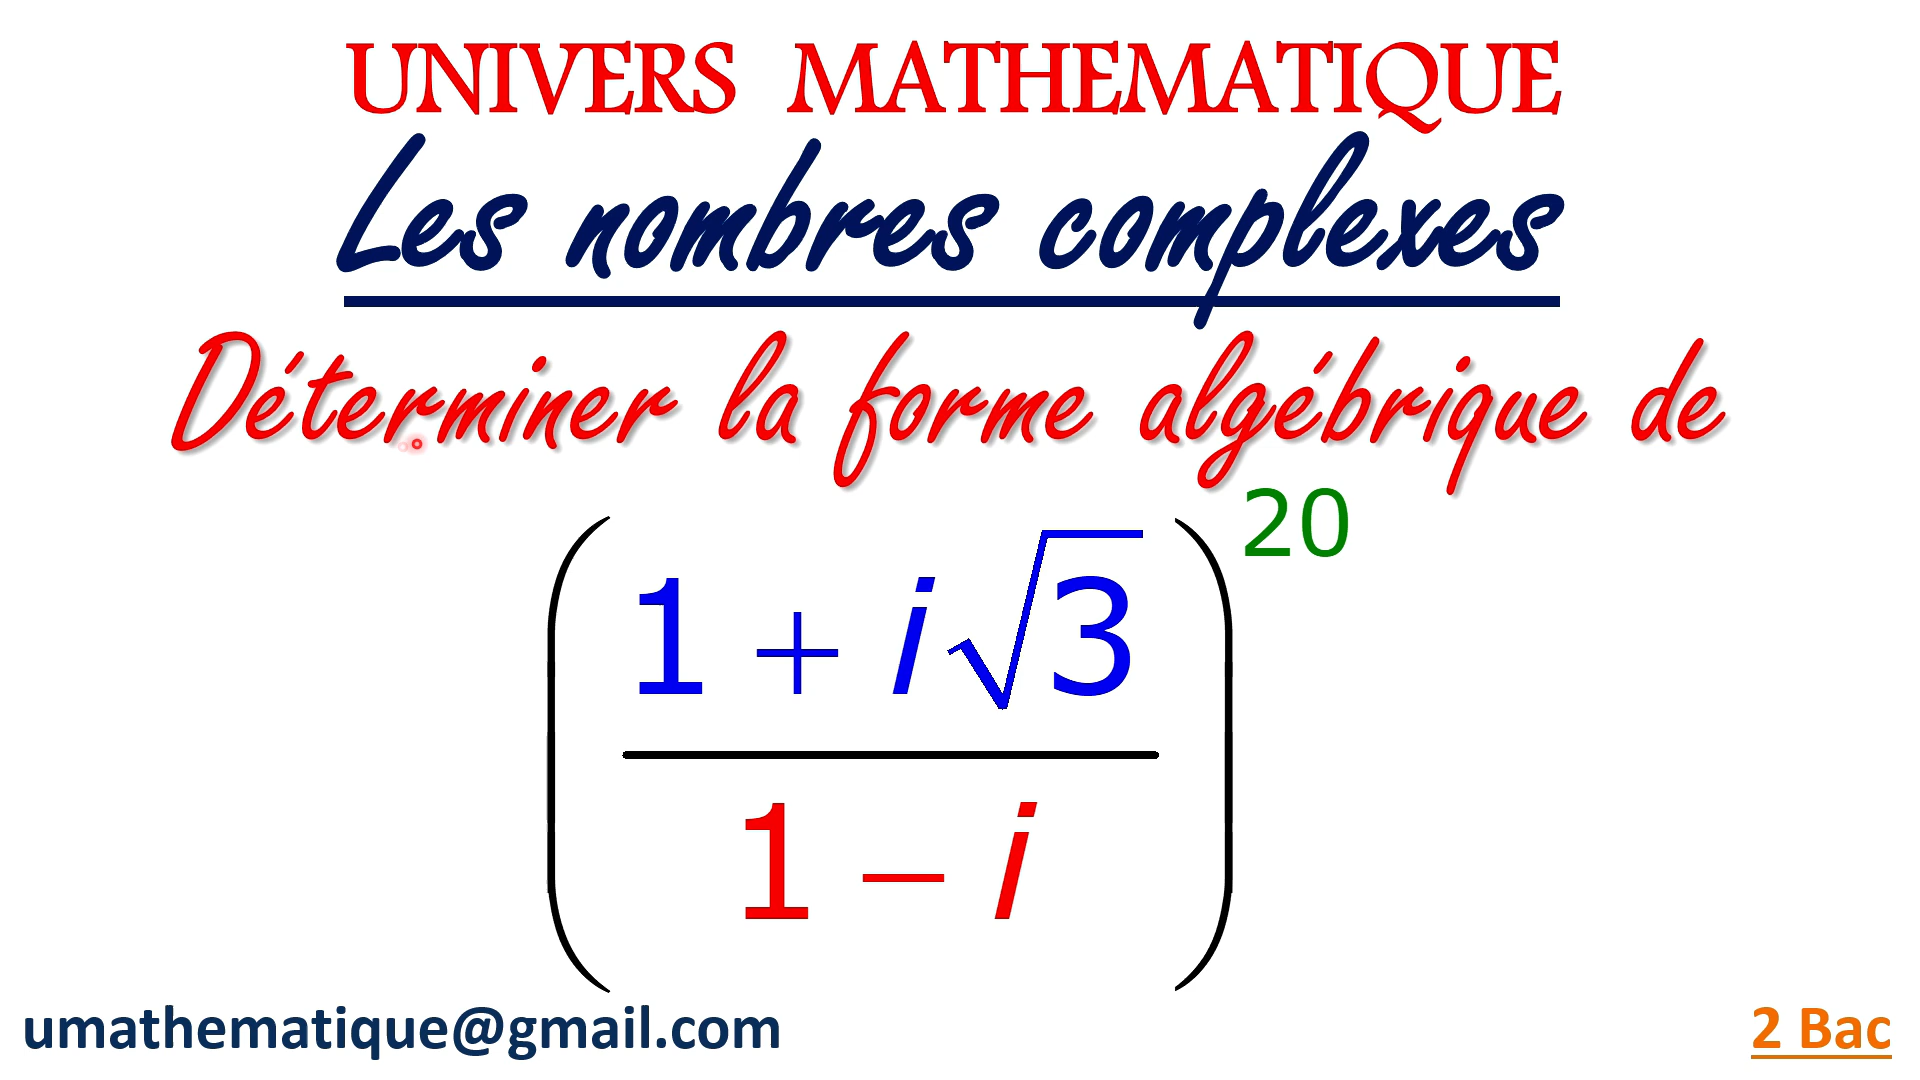 UNIVERS MATHEMATIQUE
Les nombres complexes
Déterminer la forme algébrique de
20
1 + i√3
1 − i
umathematique@gmail.com
2 Bac